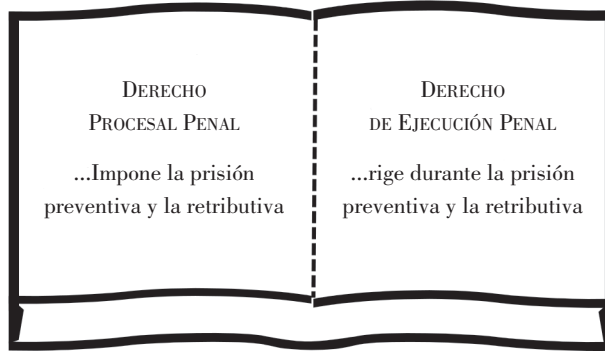 Derecho
Procesal Penal
...Impone la prisión
preventiva y la retributiva
Derecho
de Ejecución Penal
...rige durante la prisión
preventiva y la retributiva